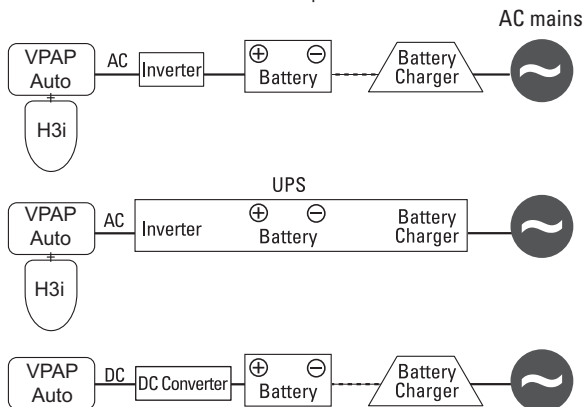 AC mains
VPAP Auto
AC
Inverter
⊕ ⊖
Battery
Battery Charger
~
H3i
UPS
VPAP Auto
AC
Inverter
⊕ ⊖
Battery
Battery Charger
~
H3i
VPAP Auto
DC
DC Converter
⊕ ⊖
Battery
Battery Charger
~